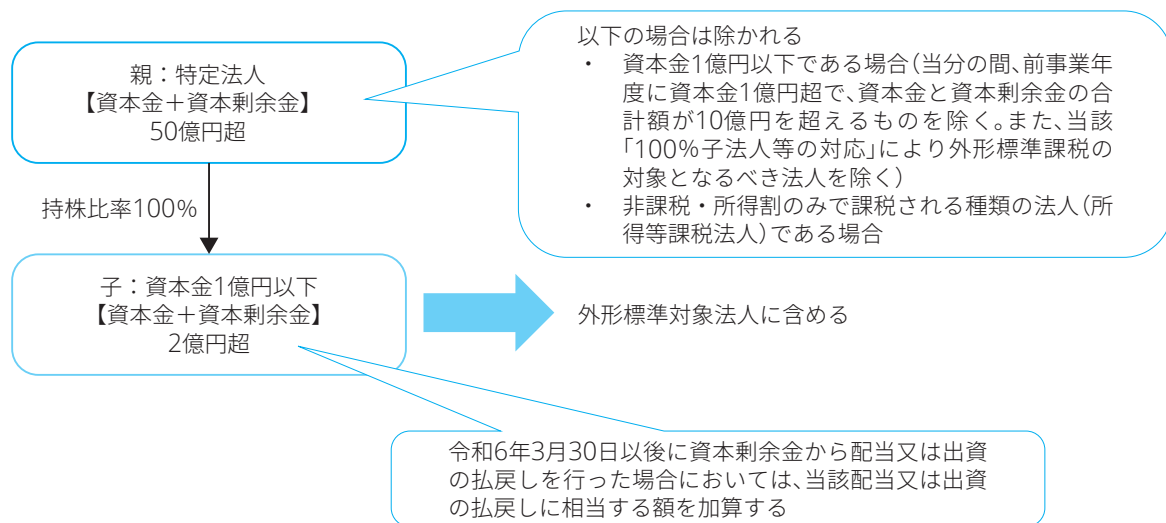 親：特定法人
【資本金＋資本剰余金】
50億円超
以下の場合は除かれる
・ 資本金1億円以下である場合（当分の間、前事業年
度に資本金1億円超で、資本金と資本剰余金の合
計額が10億円を超えるものを除く。また、当該
「100％子法人等の対応」により外形標準課税の
対象となるべき法人を除く）
・ 非課税・所得割のみで課税される種類の法人（所
得等課税法人）である場合
持株比率100％
子：資本金1億円以下
【資本金＋資本剰余金】
2億円超
外形標準対象法人に含める
令和6年3月30日以後に資本剰余金から配当又は出資
の払戻しを行った場合においては、当該配当又は出資
の払戻しに相当する額を加算する